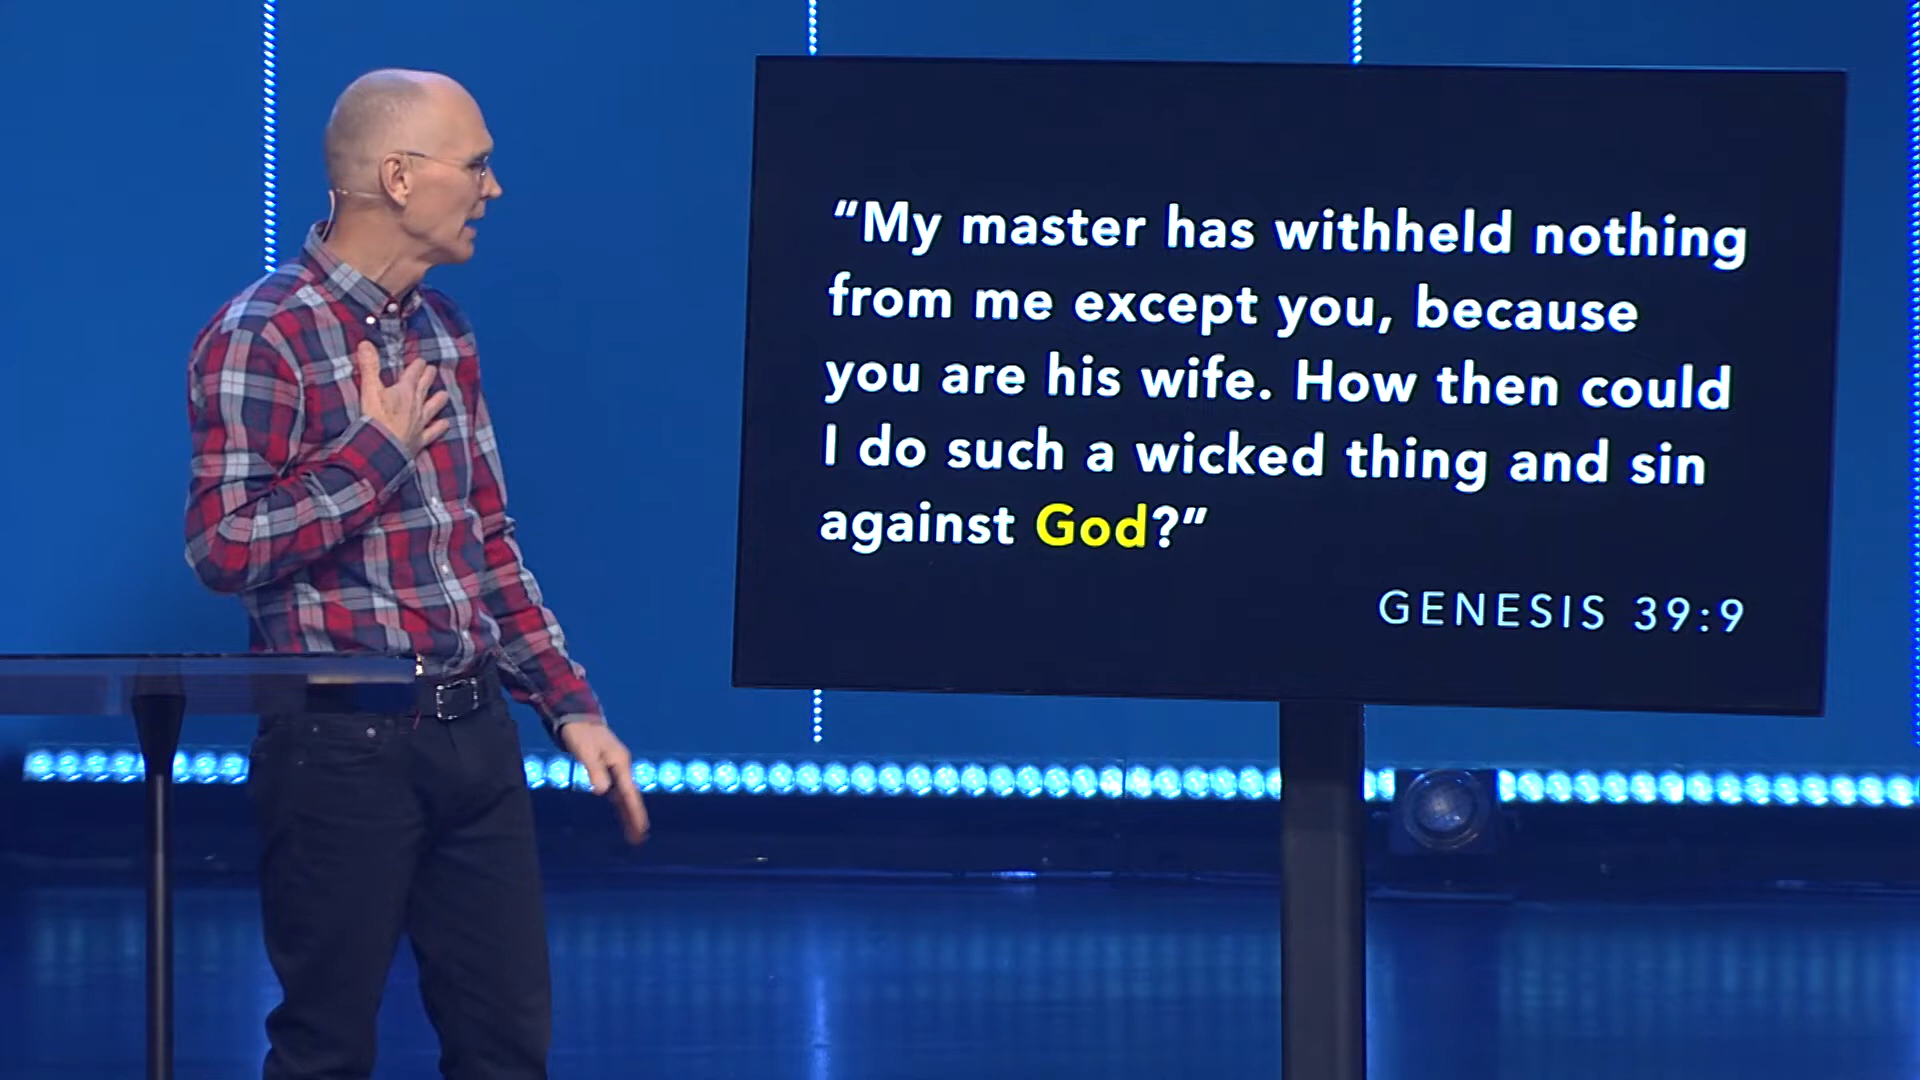 “My master has withheld nothing
from me except you, because
you are his wife. How then could
I do such a wicked thing and sin
against God?”
GENESIS 39:9